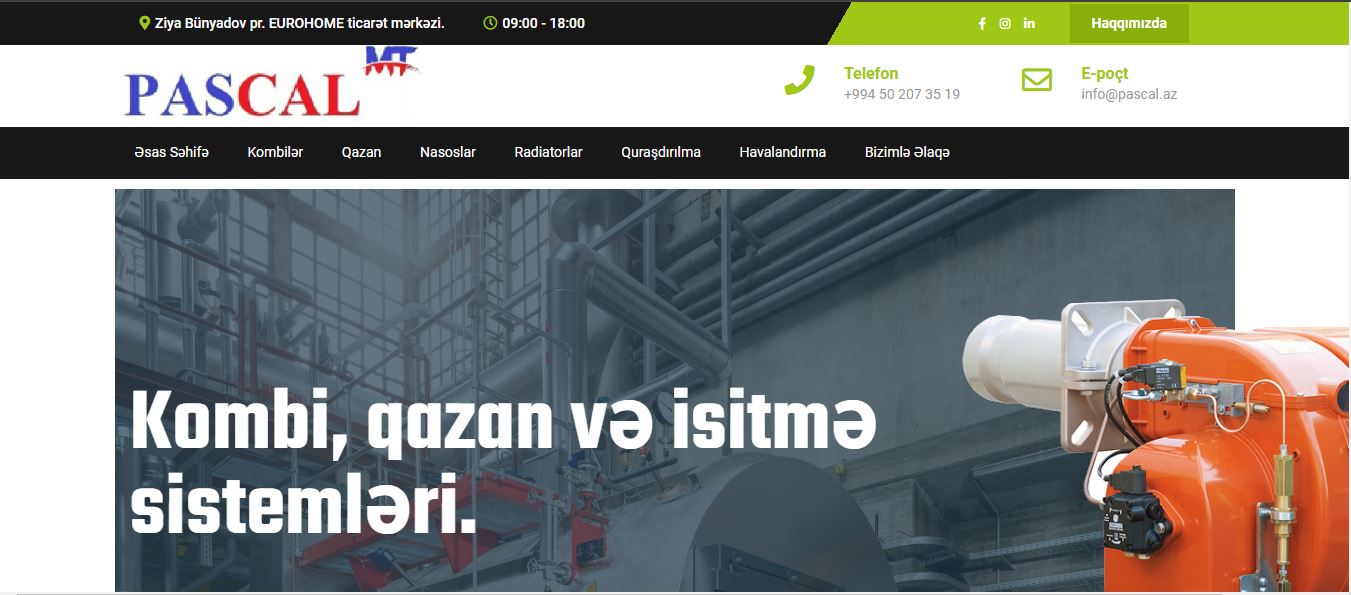 Ziya Bünyadov pr. EUROHOME ticarət mərkəzi. 09:00 - 18:00 Haqqımızda
MT
PASCAL
Telefon
+994 50 207 35 19
E-poçt
info@pascal.az
Əsas Səhifə Kombilər Qazan Nasoslar Radiatorlar Quraşdırılma Havalandırma Bizimlə Əlaqə
Kombi, qazan və isitmə
sistemləri.